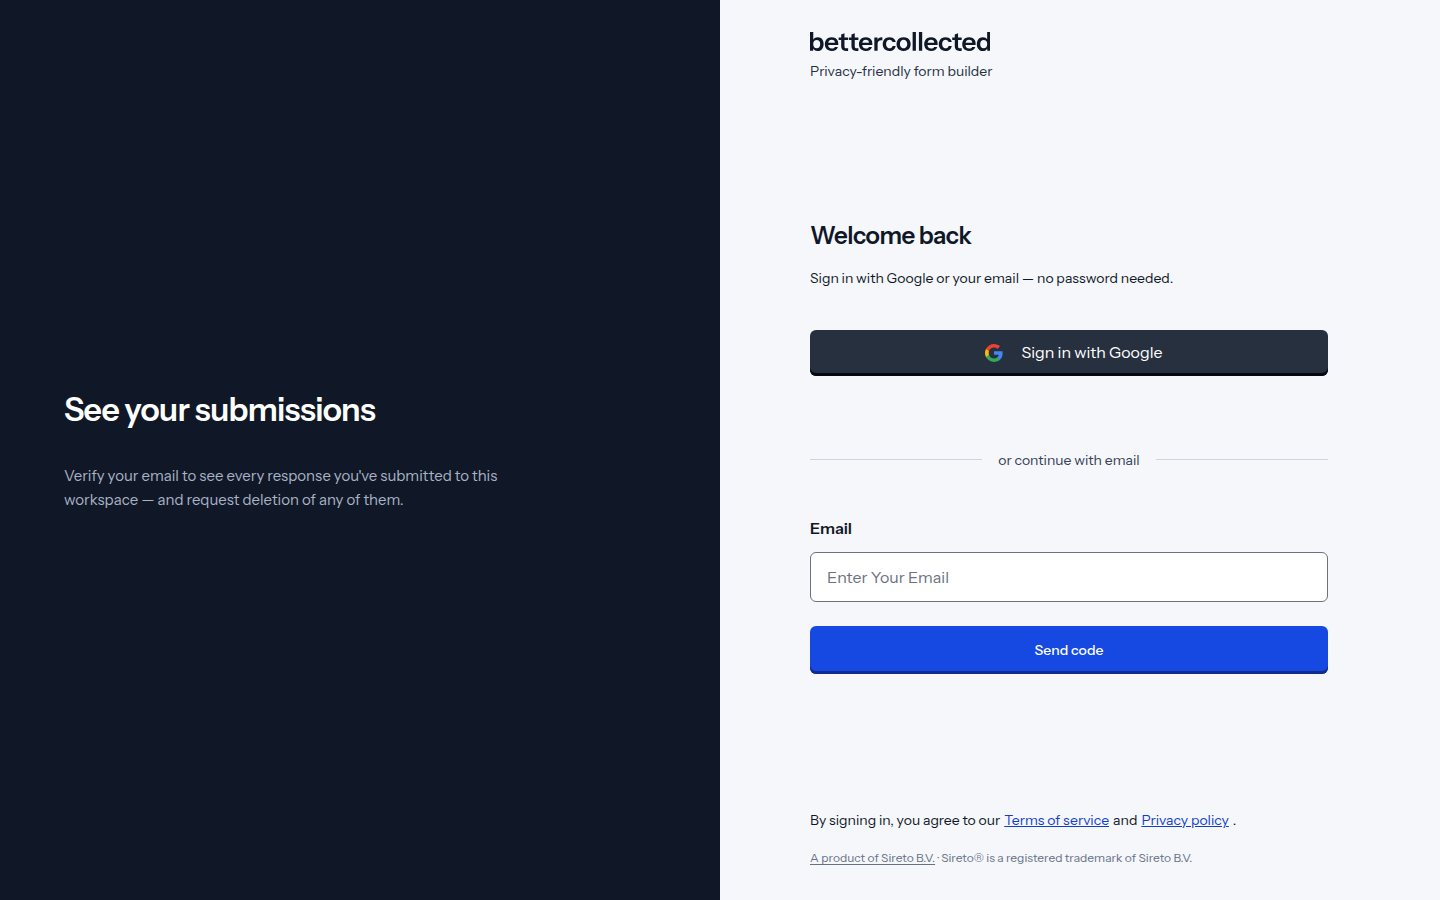 See your submissions
Verify your email to see every response you've submitted to this
workspace — and request deletion of any of them.
bettercollected
Privacy-friendly form builder
Welcome back
Sign in with Google or your email — no password needed.
Sign in with Google
or continue with email
Email
Enter Your Email
Send code
By signing in, you agree to our Terms of service and Privacy policy .
A product of Sireto B.V. · Sireto® is a registered trademark of Sireto B.V.